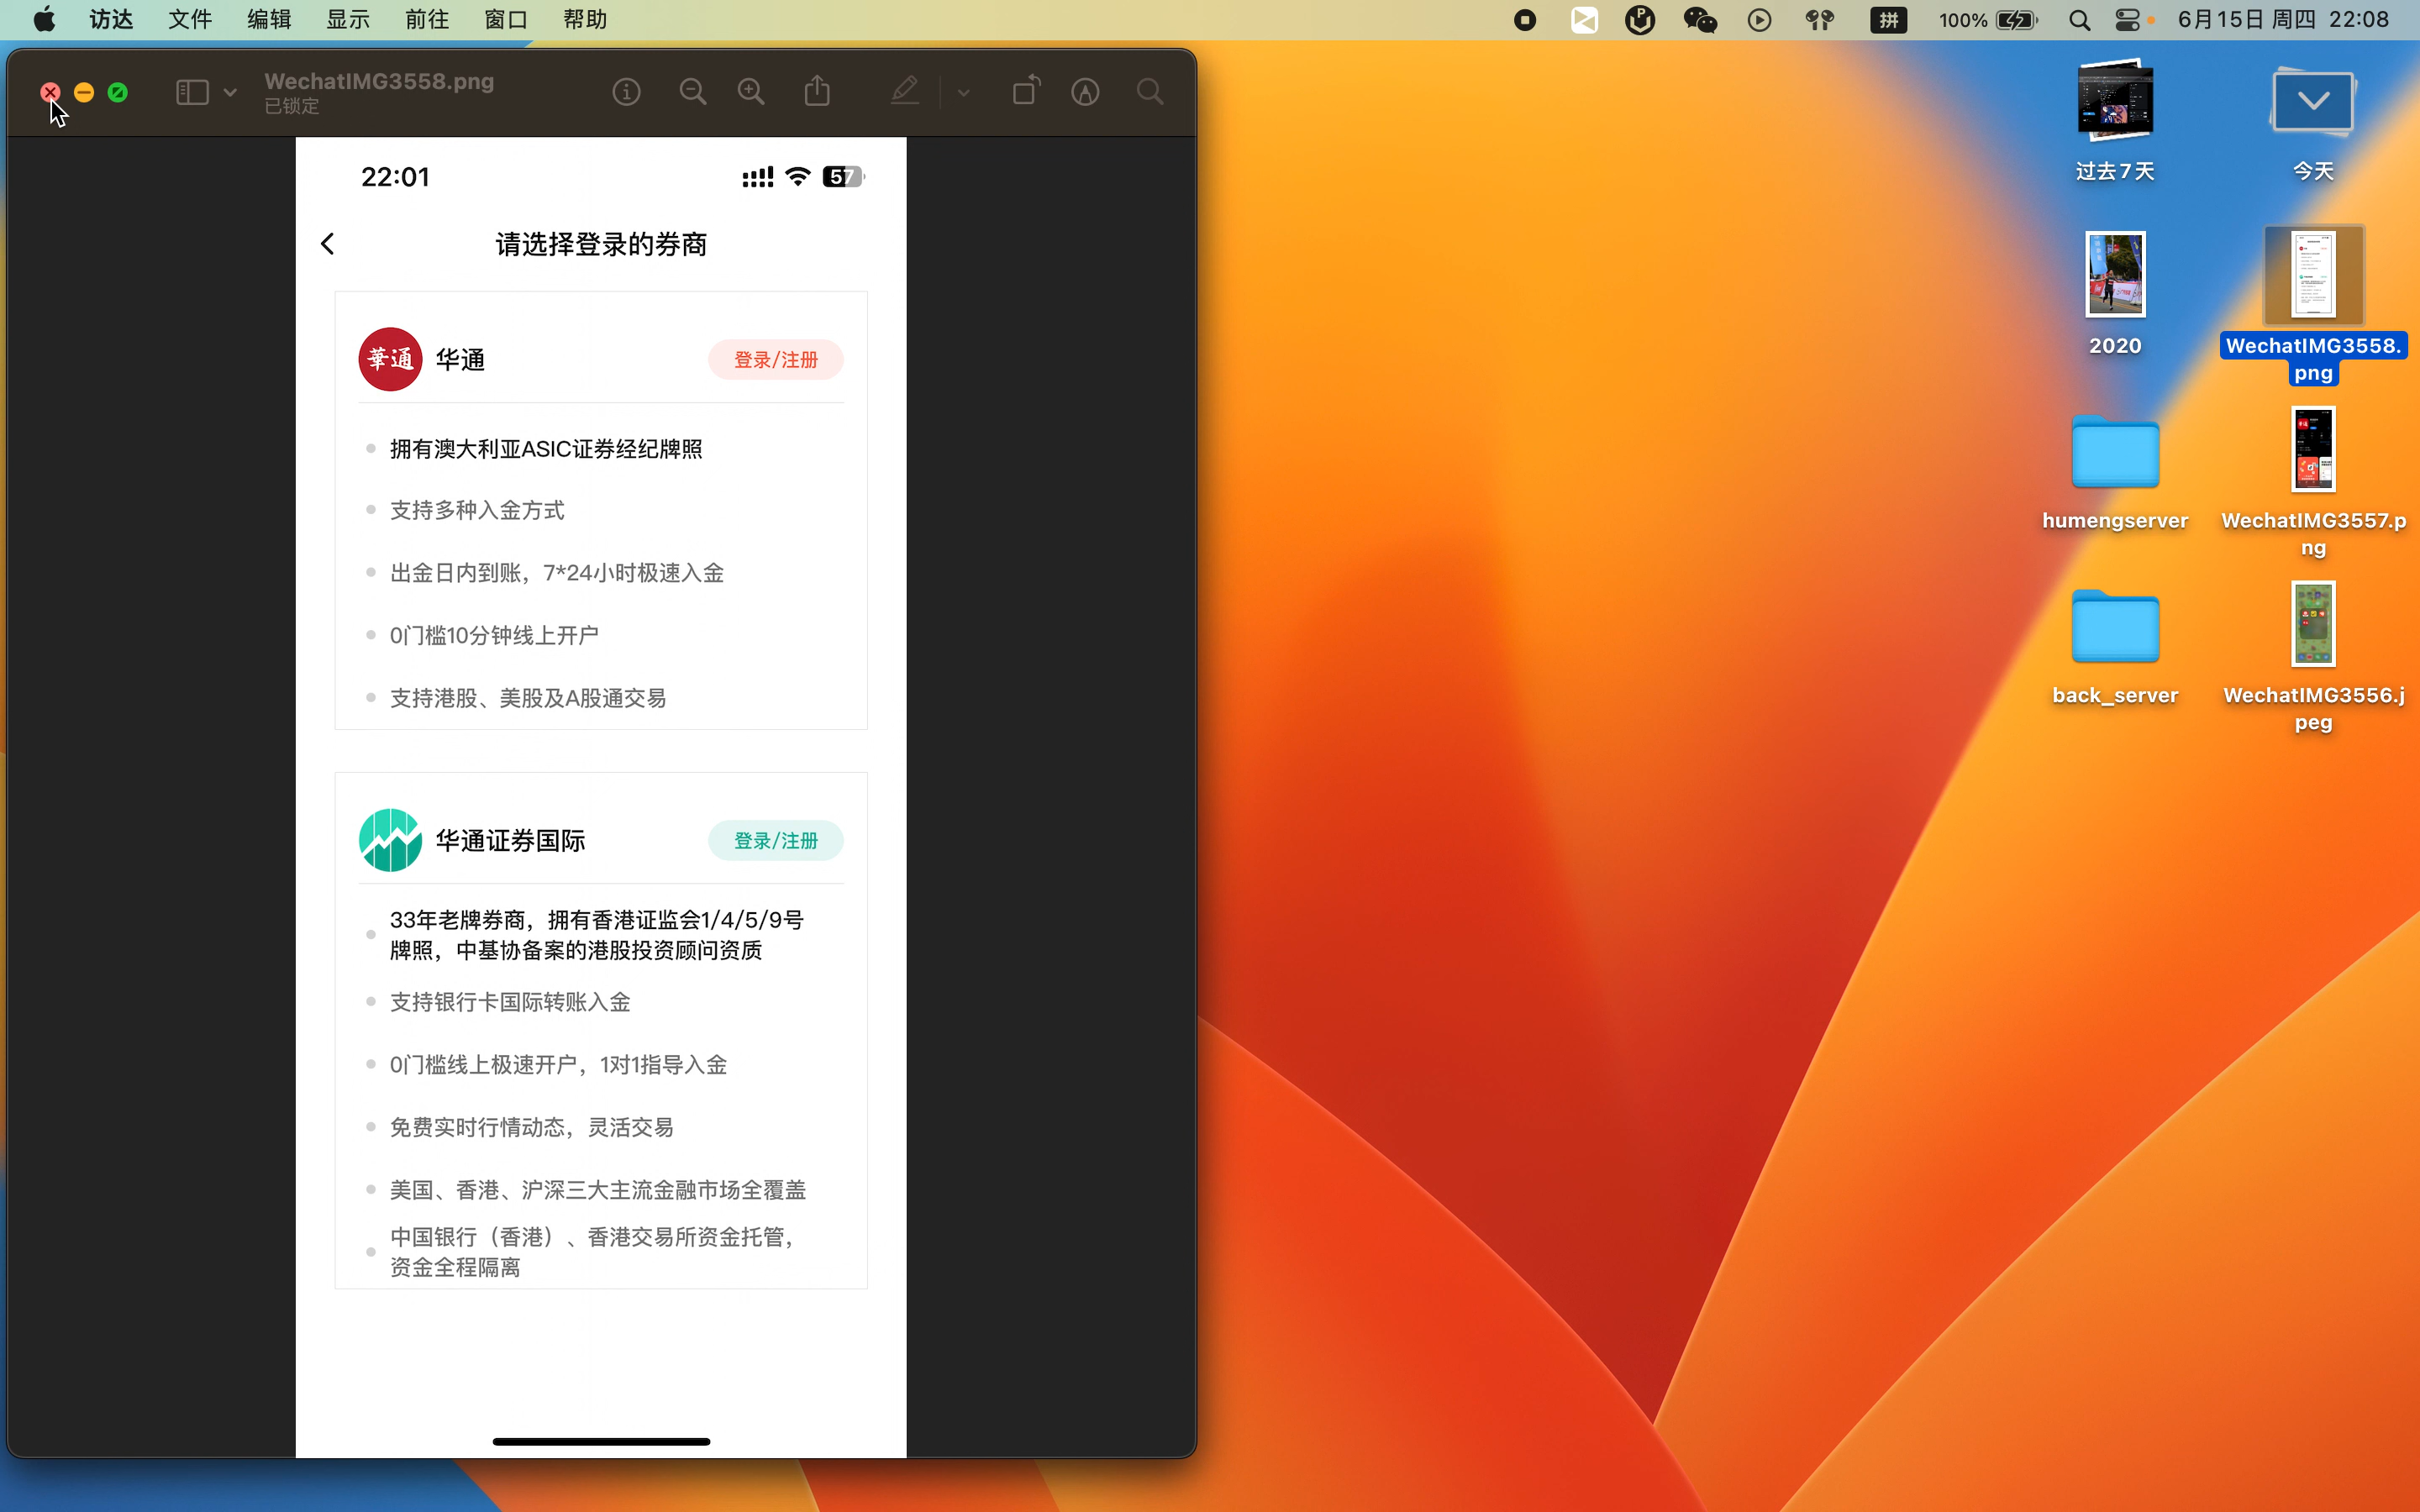 访达 文件 编辑 显示 前往 窗口 帮助 拼 100% 6月15日 周四 22:08
WechatIMG3558.png
已锁定
22:01 57
请选择登录的券商
華通 华通 登录/注册
拥有澳大利亚ASIC证券经纪牌照
支持多种入金方式
出金日内到账，7*24小时极速入金
0门槛10分钟线上开户
支持港股、美股及A股通交易
华通证券国际 登录/注册
33年老牌券商，拥有香港证监会1/4/5/9号
牌照，中基协备案的港股投资顾问资质
支持银行卡国际转账入金
0门槛线上极速开户，1对1指导入金
免费实时行情动态，灵活交易
美国、香港、沪深三大主流金融市场全覆盖
中国银行（香港）、香港交易所资金托管，
资金全程隔离
过去7天
今天
2020
WechatIMG3558.
png
humengserver
WechatIMG3557.p
ng
back_server
WechatIMG3556.j
peg